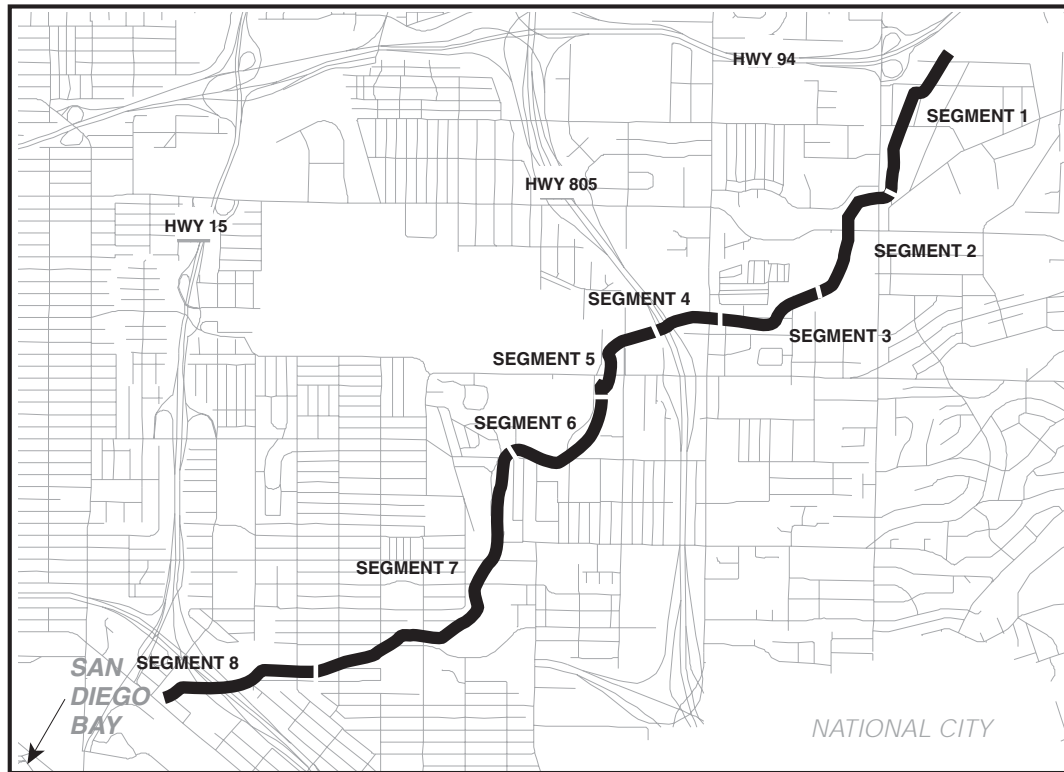 HWY 94
SEGMENT 1
HWY 805
HWY 15
SEGMENT 2
SEGMENT 4
SEGMENT 3
SEGMENT 5
SEGMENT 6
SEGMENT 7
SEGMENT 8
SAN
DIEGO
BAY
NATIONAL CITY